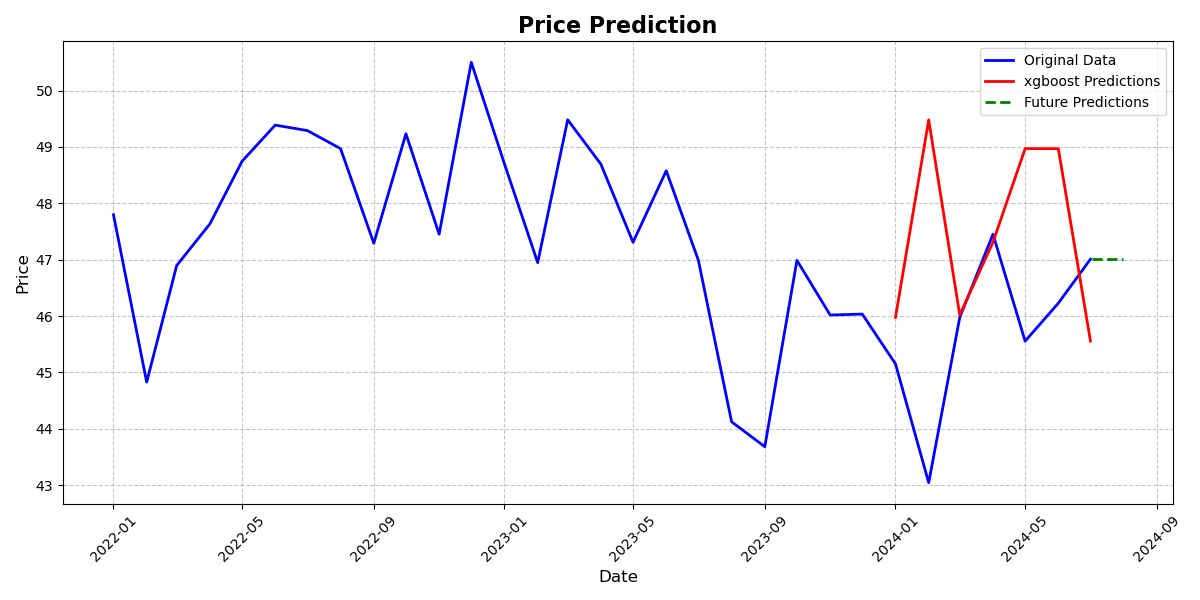 Price Prediction
Original Data
xgboost Predictions
Future Predictions
Price
50
49
48
47
46
45
44
43
2022-01
2022-05
2022-09
2023-01
2023-05
2023-09
2024-01
2024-05
2024-09
Date